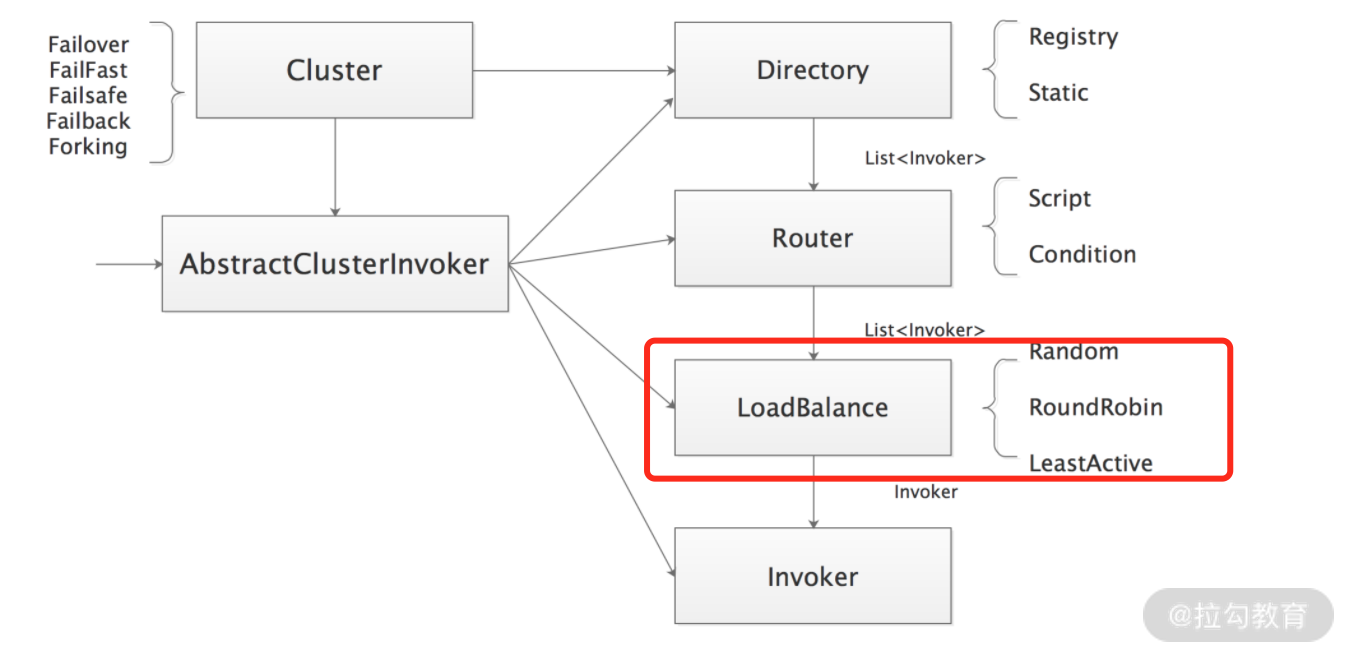 Failover
FailFast
Failsafe
Failback
Forking
Cluster
Directory
Registry
Static
List<Invoker>
AbstractClusterInvoker
Router
Script
Condition
List<Invoker>
LoadBalance
Random
RoundRobin
LeastActive
Invoker
Invoker
@拉勾教育